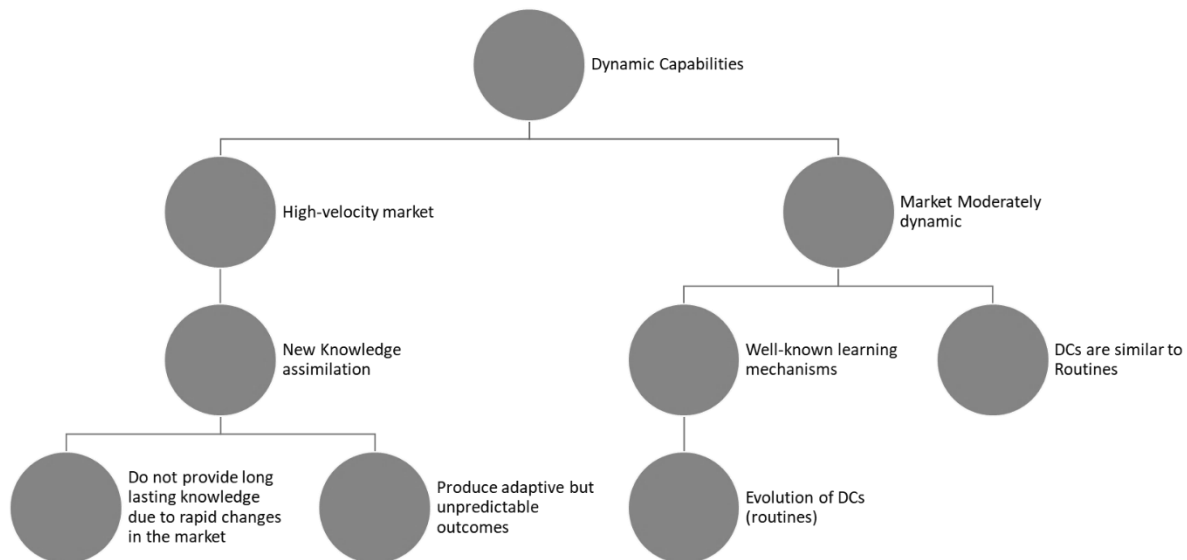 Dynamic Capabilities
High-velocity market
Market Moderately
dynamic
New Knowledge
assimilation
Well-known learning
mechanisms
DCs are similar to
Routines
Do not provide long
lasting knowledge
due to rapid changes
in the market
Produce adaptive but
unpredictable
outcomes
Evolution of DCs
(routines)